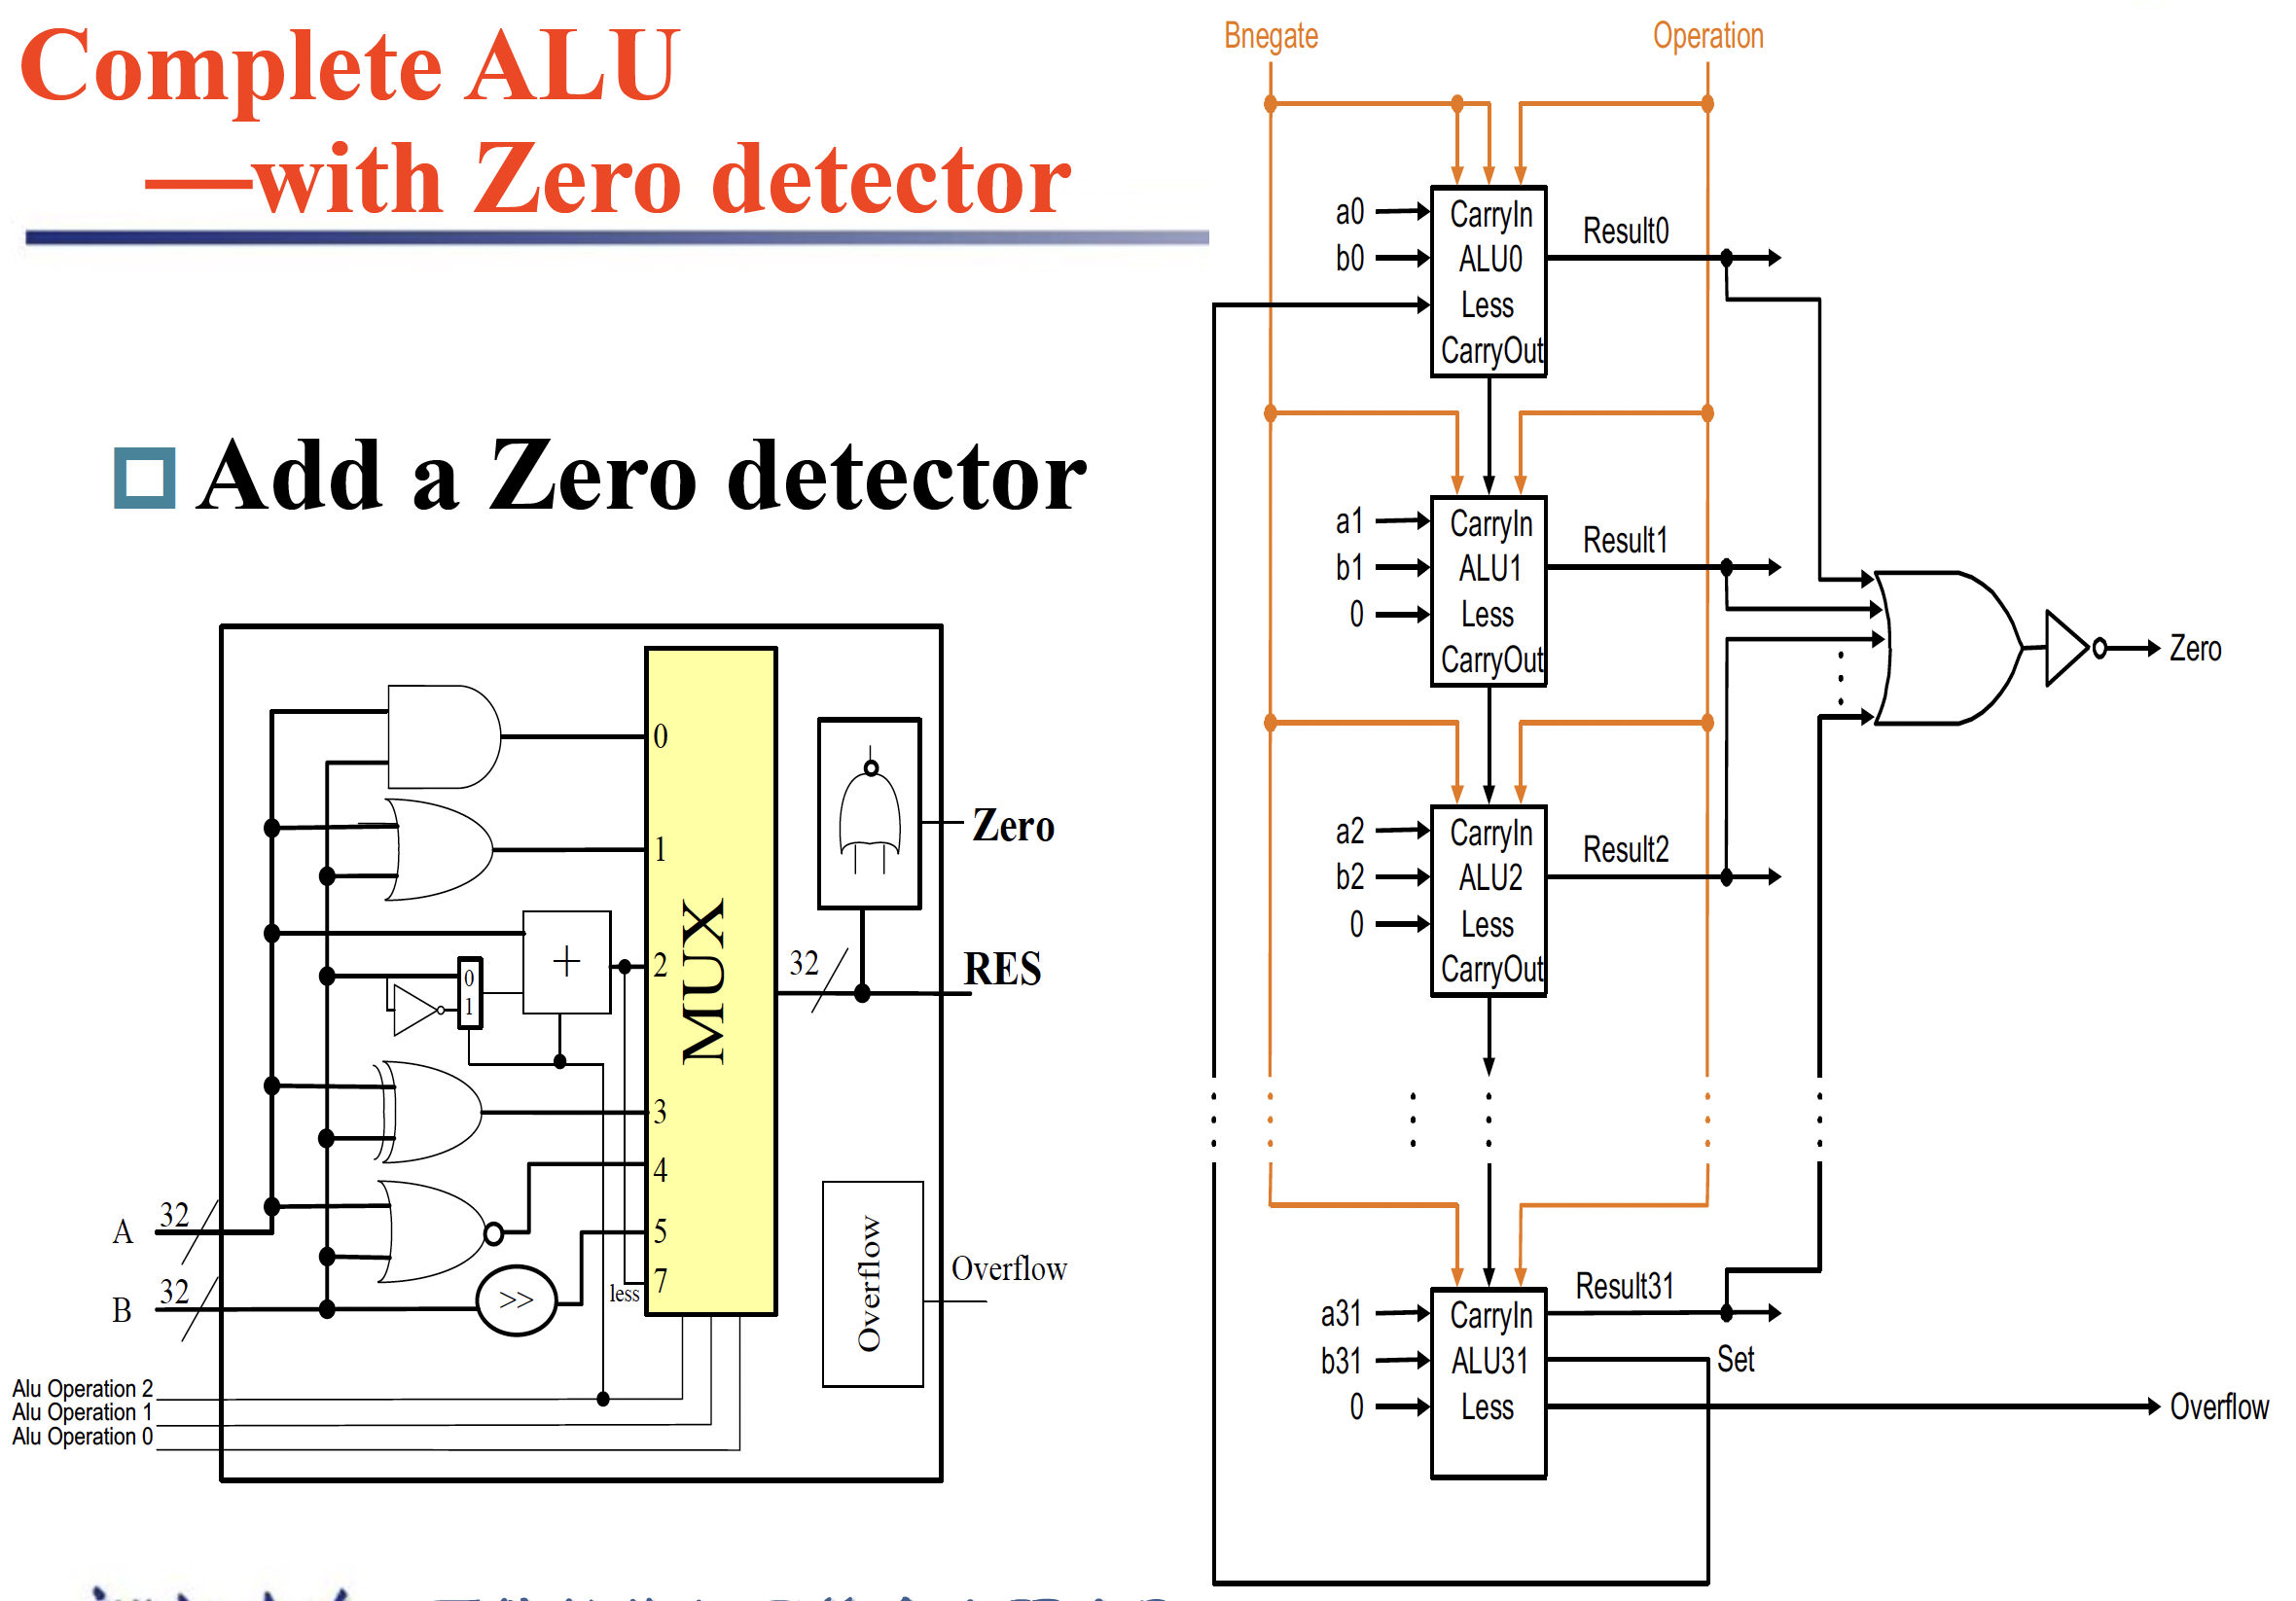 Complete ALU
—with Zero detector
Add a Zero detector
0
1
2
3
4
5
7
less
MUX
+
0
1
>>
32
A
32
B
32
Zero
RES
Overflow
Overflow
Alu Operation 2
Alu Operation 1
Alu Operation 0
Bnegate
Operation
a0
b0
CarryIn
ALU0
Less
CarryOut
Result0
a1
b1
0
CarryIn
ALU1
Less
CarryOut
Result1
Zero
a2
b2
0
CarryIn
ALU2
Less
CarryOut
Result2
a31
b31
0
CarryIn
ALU31
Less
Result31
Set
Overflow